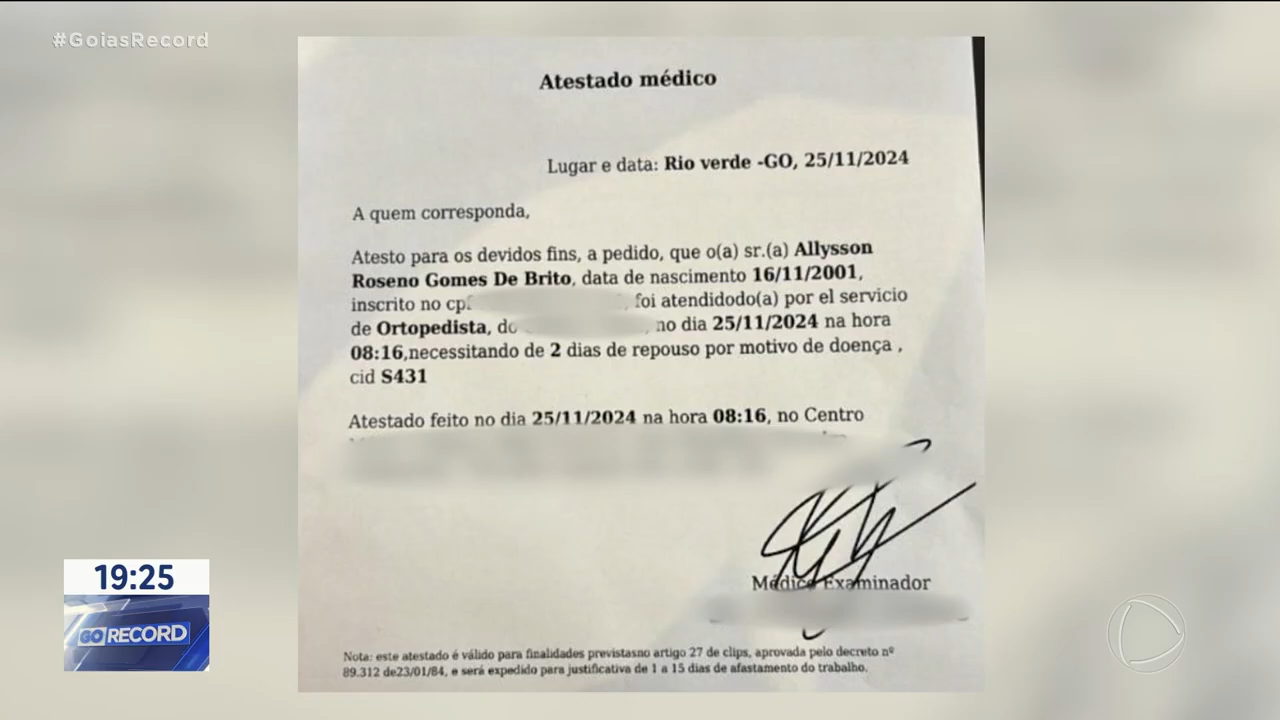 #GoiasRecord
Atestado médico
Lugar e data: Rio verde -GO, 25/11/2024
A quem corresponda,
Atesto para os devidos fins, a pedido, que o(a) sr.(a) Allysson
Roseno Gomes De Brito, data de nascimento 16/11/2001,
inscrito no cpf , foi atendidodo(a) por el servicio
de Ortopedista, do , no dia 25/11/2024 na hora
08:16,necessitando de 2 dias de repouso por motivo de doença ,
cid S431
Atestado feito no dia 25/11/2024 na hora 08:16, no Centro
Médico Examinador
Nota: este atestado é válido para finalidades previstasno artigo 27 de clips, aprovada pelo decreto nº
89.312 de23/01/84, e será expedido para justificativa de 1 a 15 dias de afastamento do trabalho.
19:25
GO RECORD